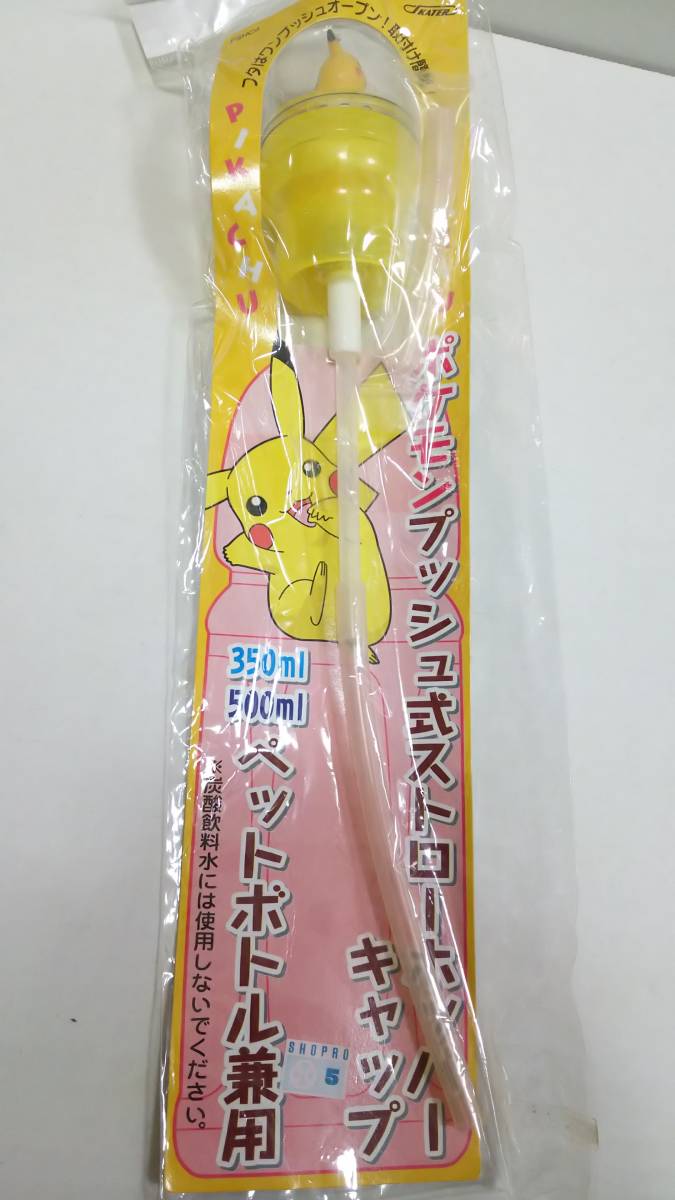 SKATER
フタはワンプッシュオープン!取付け簡
PIKACHU
ポケモンプッシュ式ストローホッパー
キャップ
350ml
500ml
ペットボトル兼用
※炭酸飲料水には使用しないでください。
SHOPRO
5